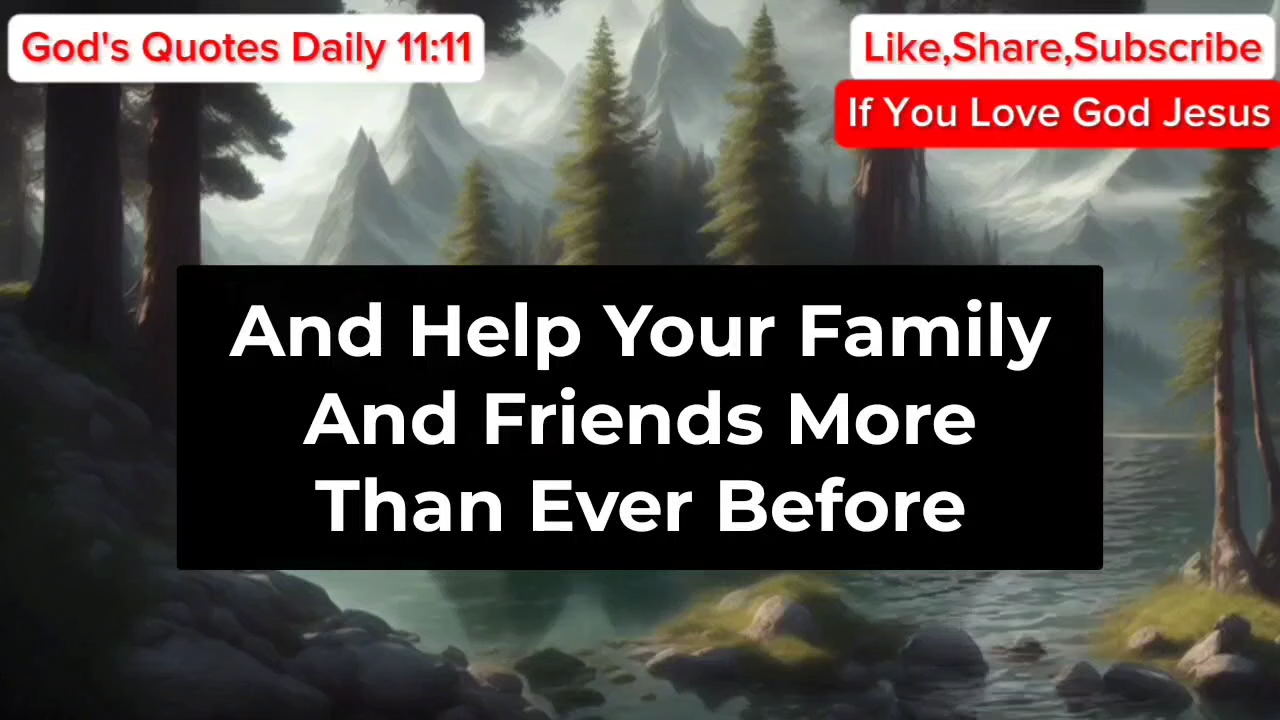 God's Quotes Daily 11:11
Like,Share,Subscribe
If You Love God Jesus
And Help Your Family
And Friends More
Than Ever Before